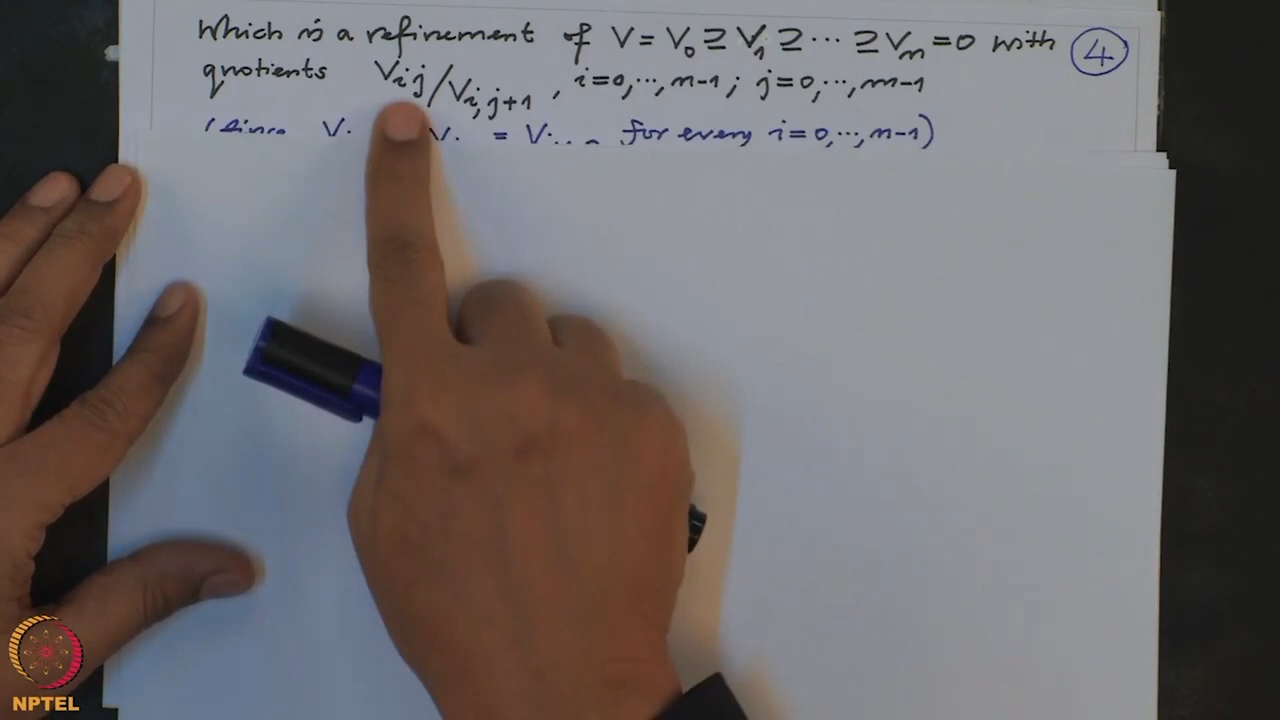 Which is a refinement of V = V₀ ⊇ V₁ ⊇ ⋯ ⊇ Vₙ = 0 with
④
quotients Vᵢⱼ/Vᵢ,ⱼ₊₁ , i=0,⋯,n-1 ; j=0,⋯,m-1
for every i=0,⋯,n-1)
NPTEL